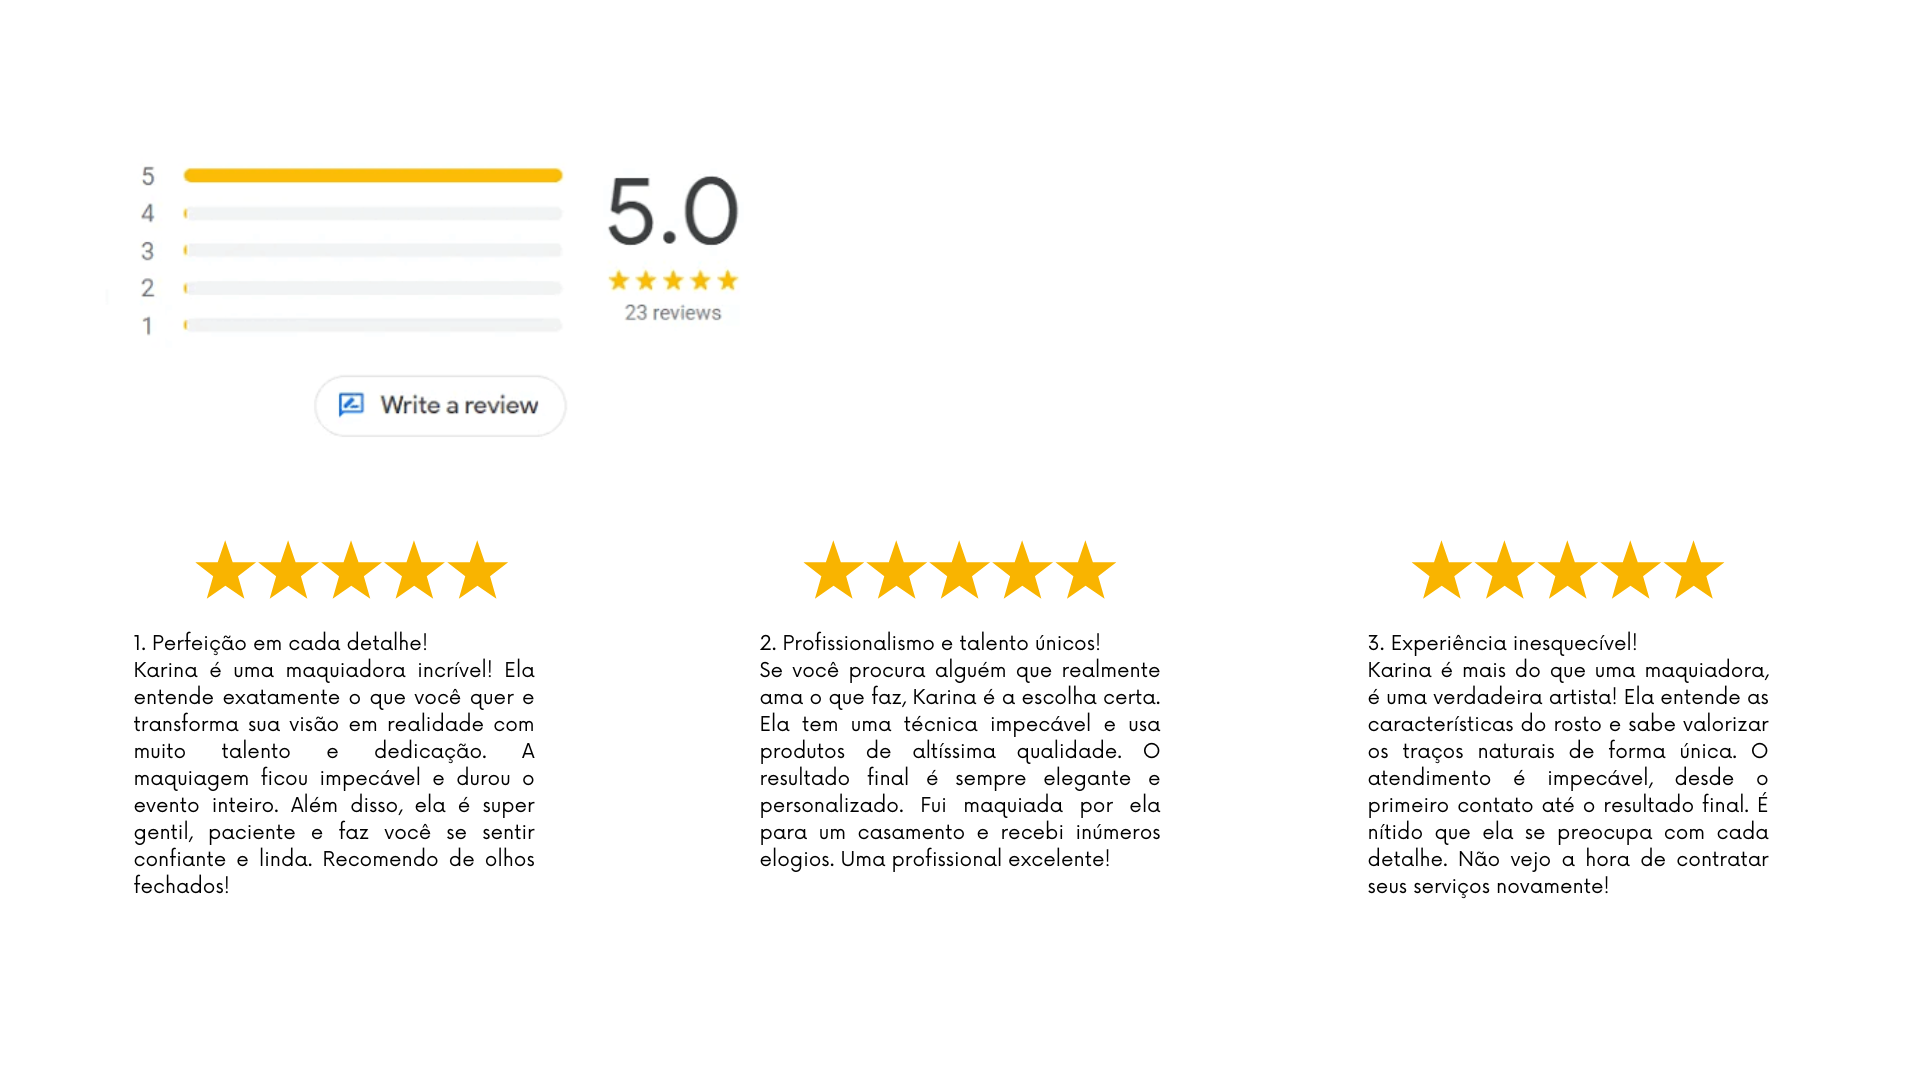 5
4
3
2
1
5.0
23 reviews
Write a review
1. Perfeição em cada detalhe!
Karina é uma maquiadora incrível! Ela
entende exatamente o que você quer e
transforma sua visão em realidade com
muito talento e dedicação. A
maquiagem ficou impecável e durou o
evento inteiro. Além disso, ela é super
gentil, paciente e faz você se sentir
confiante e linda. Recomendo de olhos
fechados!
2. Profissionalismo e talento únicos!
Se você procura alguém que realmente
ama o que faz, Karina é a escolha certa.
Ela tem uma técnica impecável e usa
produtos de altíssima qualidade. O
resultado final é sempre elegante e
personalizado. Fui maquiada por ela
para um casamento e recebi inúmeros
elogios. Uma profissional excelente!
3. Experiência inesquecível!
Karina é mais do que uma maquiadora,
é uma verdadeira artista! Ela entende as
características do rosto e sabe valorizar
os traços naturais de forma única. O
atendimento é impecável, desde o
primeiro contato até o resultado final. É
nítido que ela se preocupa com cada
detalhe. Não vejo a hora de contratar
seus serviços novamente!